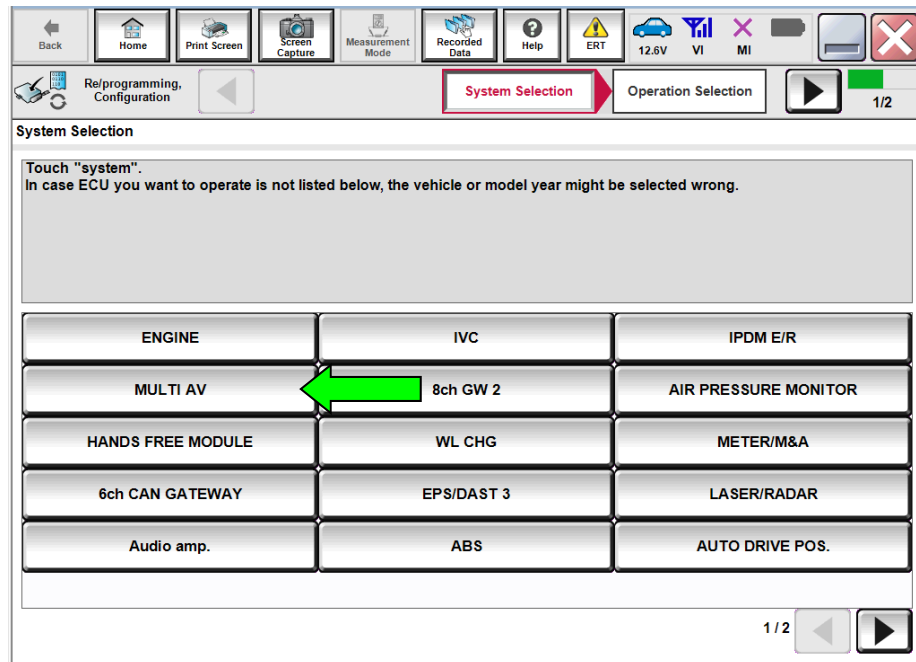 Back
Home
Print Screen
Screen
Capture
Measurement
Mode
Recorded
Data
Help
ERT
12.6V
VI
MI
Re/programming,
Configuration
System Selection
Operation Selection
1/2
System Selection
Touch "system".
In case ECU you want to operate is not listed below, the vehicle or model year might be selected wrong.
ENGINE
IVC
IPDM E/R
MULTI AV
8ch GW 2
AIR PRESSURE MONITOR
HANDS FREE MODULE
WL CHG
METER/M&A
6ch CAN GATEWAY
EPS/DAST 3
LASER/RADAR
Audio amp.
ABS
AUTO DRIVE POS.
1 / 2